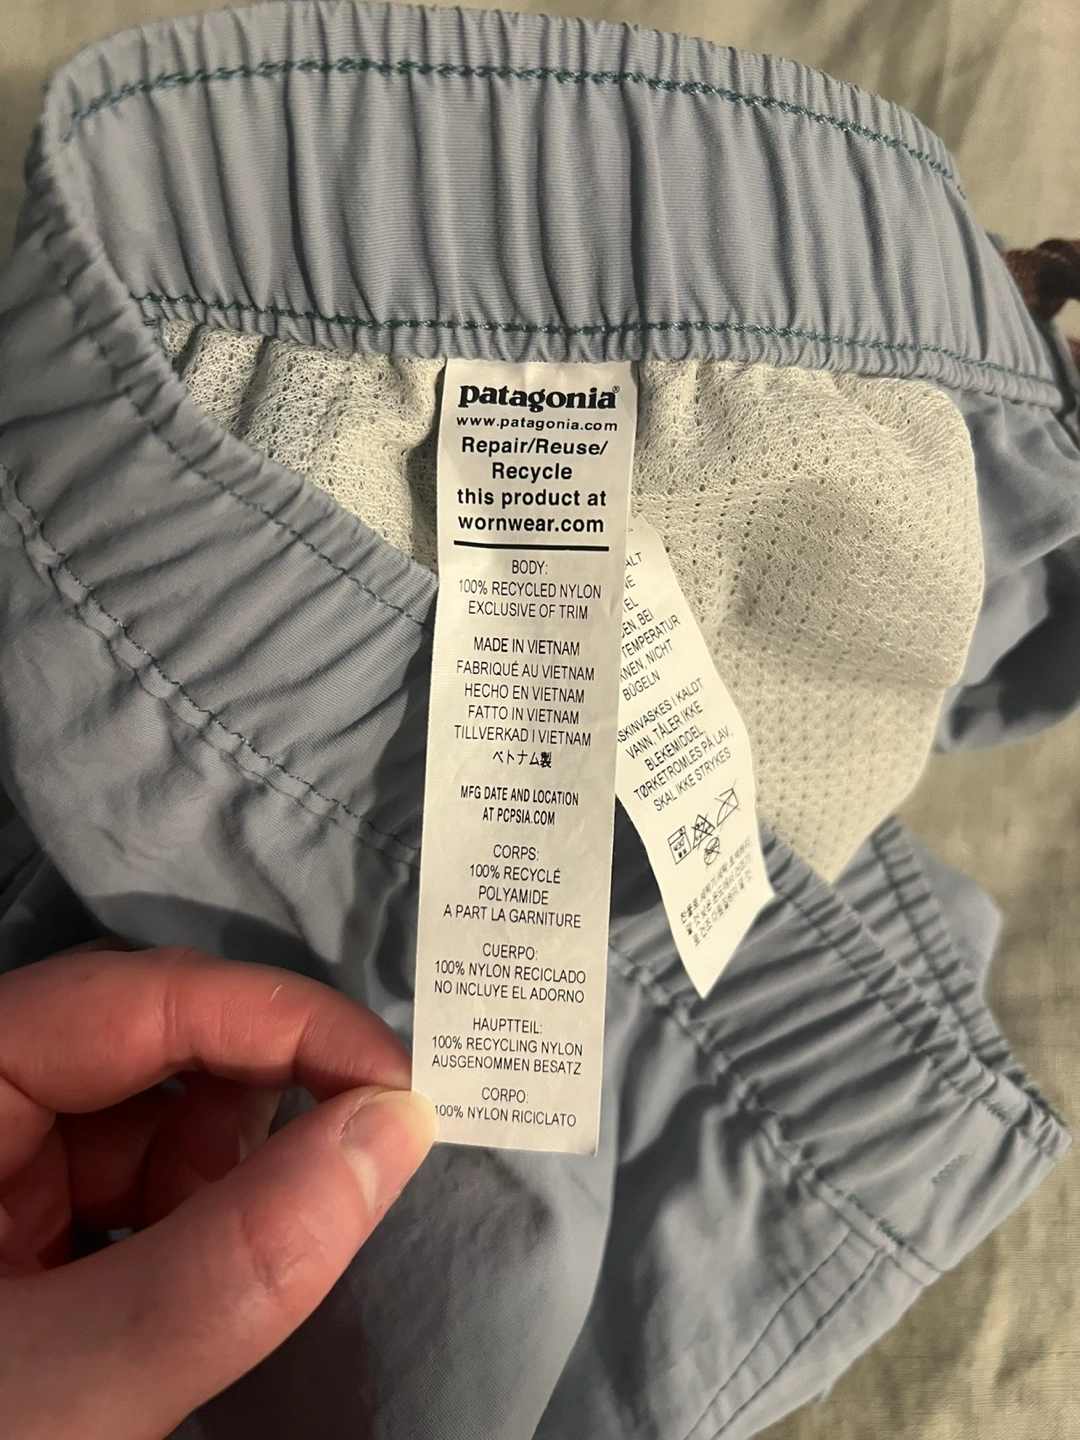 patagonia®
www.patagonia.com
Repair/Reuse/
Recycle
this product at
wornwear.com
BODY:
100% RECYCLED NYLON
EXCLUSIVE OF TRIM
MADE IN VIETNAM
FABRIQUÉ AU VIETNAM
HECHO EN VIETNAM
FATTO IN VIETNAM
TILLVERKAD I VIETNAM
ベトナム製
MFG DATE AND LOCATION
AT PCPSIA.COM
CORPS:
100% RECYCLÉ
POLYAMIDE
A PART LA GARNITURE
CUERPO:
100% NYLON RECICLADO
NO INCLUYE EL ADORNO
HAUPTTEIL:
100% RECYCLING NYLON
AUSGENOMMEN BESATZ
CORPO:
100% NYLON RICICLATO
BEI
TEMPERATUR
NICHT
BÜGELN
I KALDT
VANN, TÅLER IKKE
BLEKEMIDDEL,
TØRKETROMLES PÅ LAV,
SKAL IKKE STRYKES